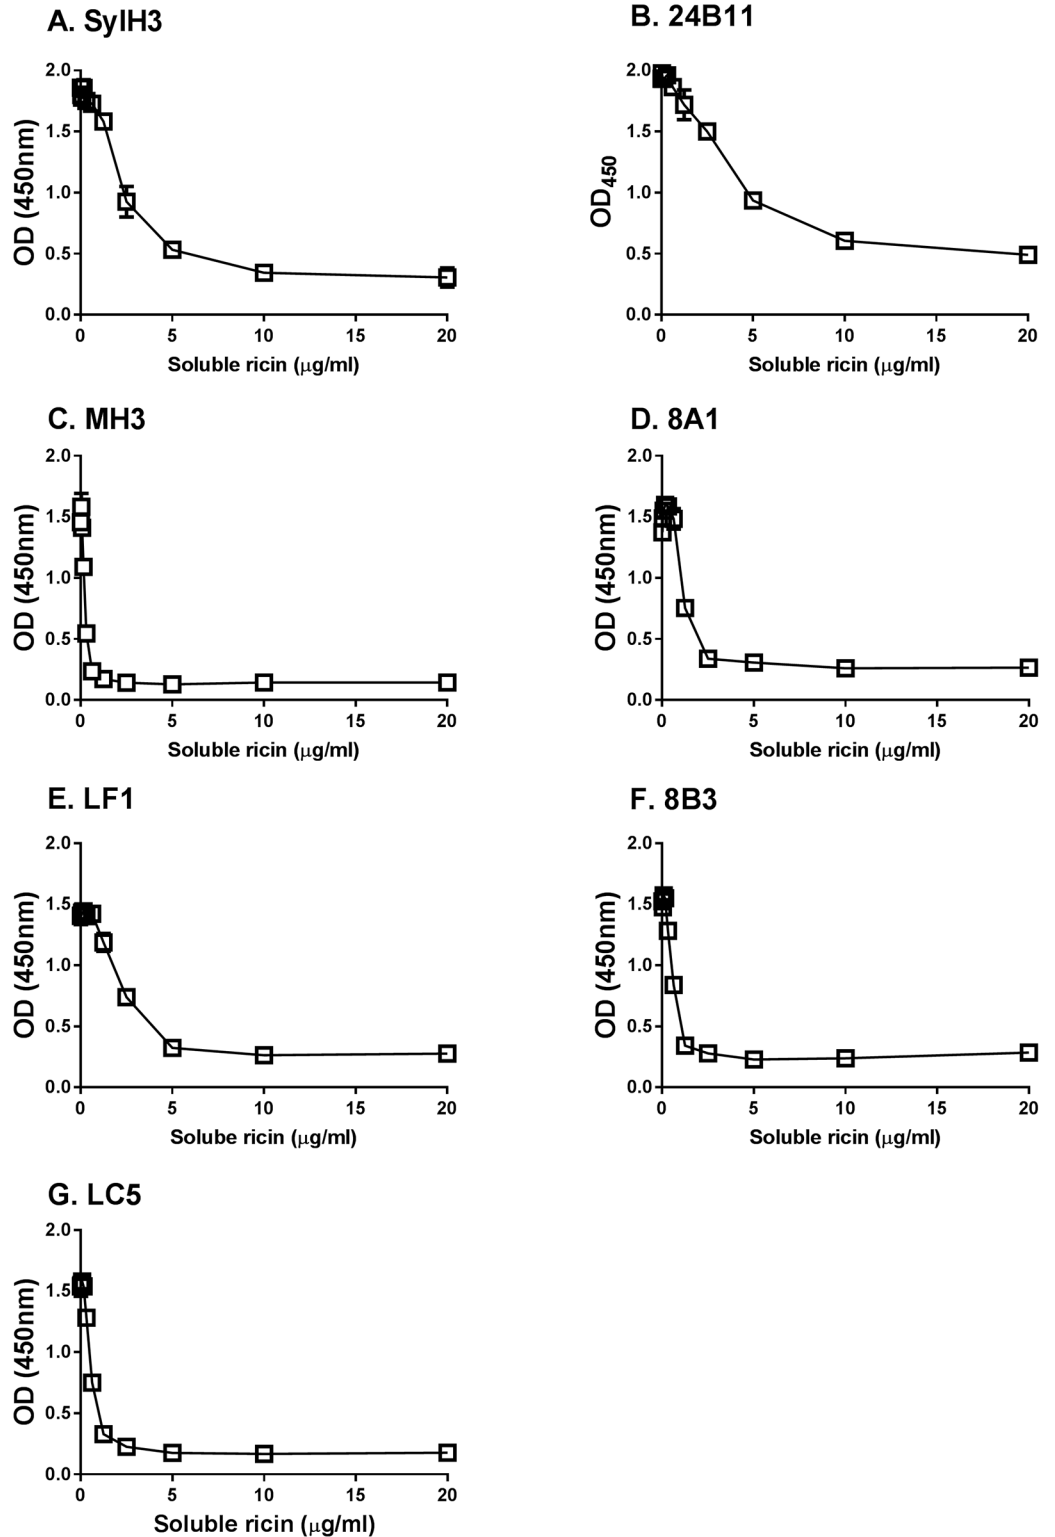 A. SylH3
2.0
1.5
1.0
0.5
0.0
OD (450nm)
0 5 10 15 20
Soluble ricin (μg/ml)
B. 24B11
2.0
1.5
1.0
0.5
0.0
OD450
0 5 10 15 20
Soluble ricin (μg/ml)
C. MH3
2.0
1.5
1.0
0.5
0.0
OD (450nm)
0 5 10 15 20
Soluble ricin (μg/ml)
D. 8A1
2.0
1.5
1.0
0.5
0.0
OD (450nm)
0 5 10 15 20
Soluble ricin (μg/ml)
E. LF1
2.0
1.5
1.0
0.5
0.0
OD (450nm)
0 5 10 15 20
Solube ricin (μg/ml)
F. 8B3
2.0
1.5
1.0
0.5
0.0
OD (450nm)
0 5 10 15 20
Soluble ricin (μg/ml)
G. LC5
2.0
1.5
1.0
0.5
0.0
OD (450nm)
0 5 10 15 20
Soluble ricin (μg/ml)